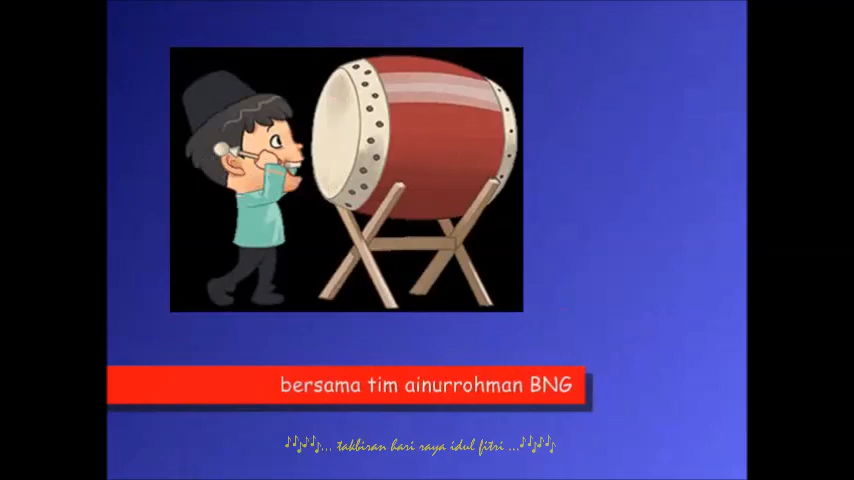 bersama tim ainurrohman BNG
... takbiran hari raya idul fitri ...